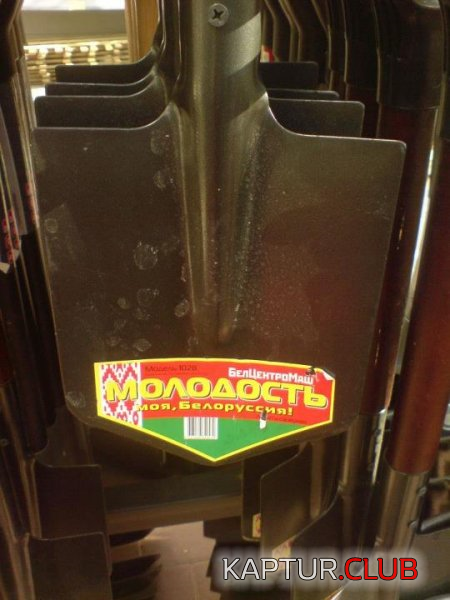 Модель 1028
БелЦентроМаш
Молодость
моя, Белоруссия!
KAPTUR.CLUB